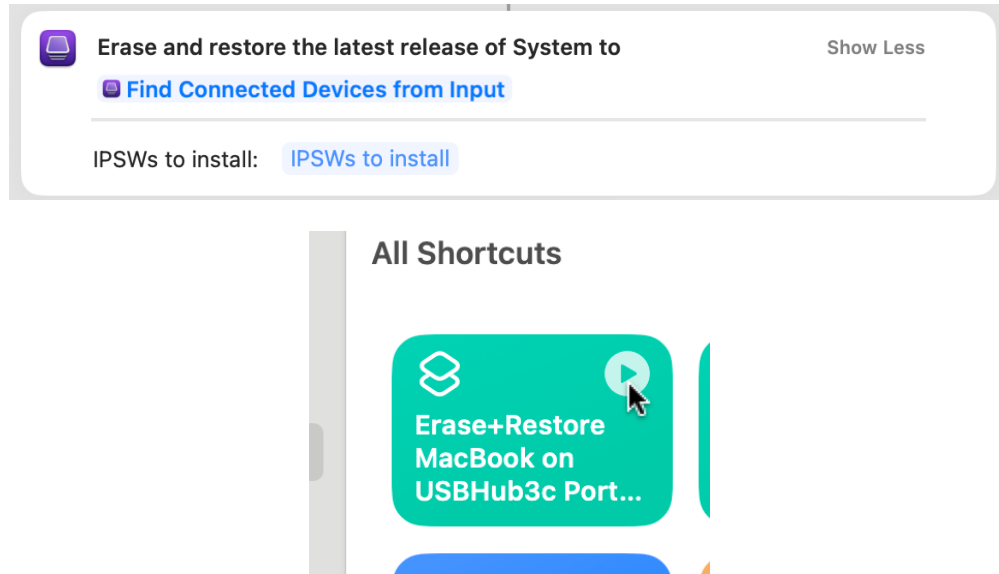 Erase and restore the latest release of System to
Show Less
Find Connected Devices from Input
IPSWs to install: IPSWs to install
All Shortcuts
Erase+Restore
MacBook on
USBHub3c Port...